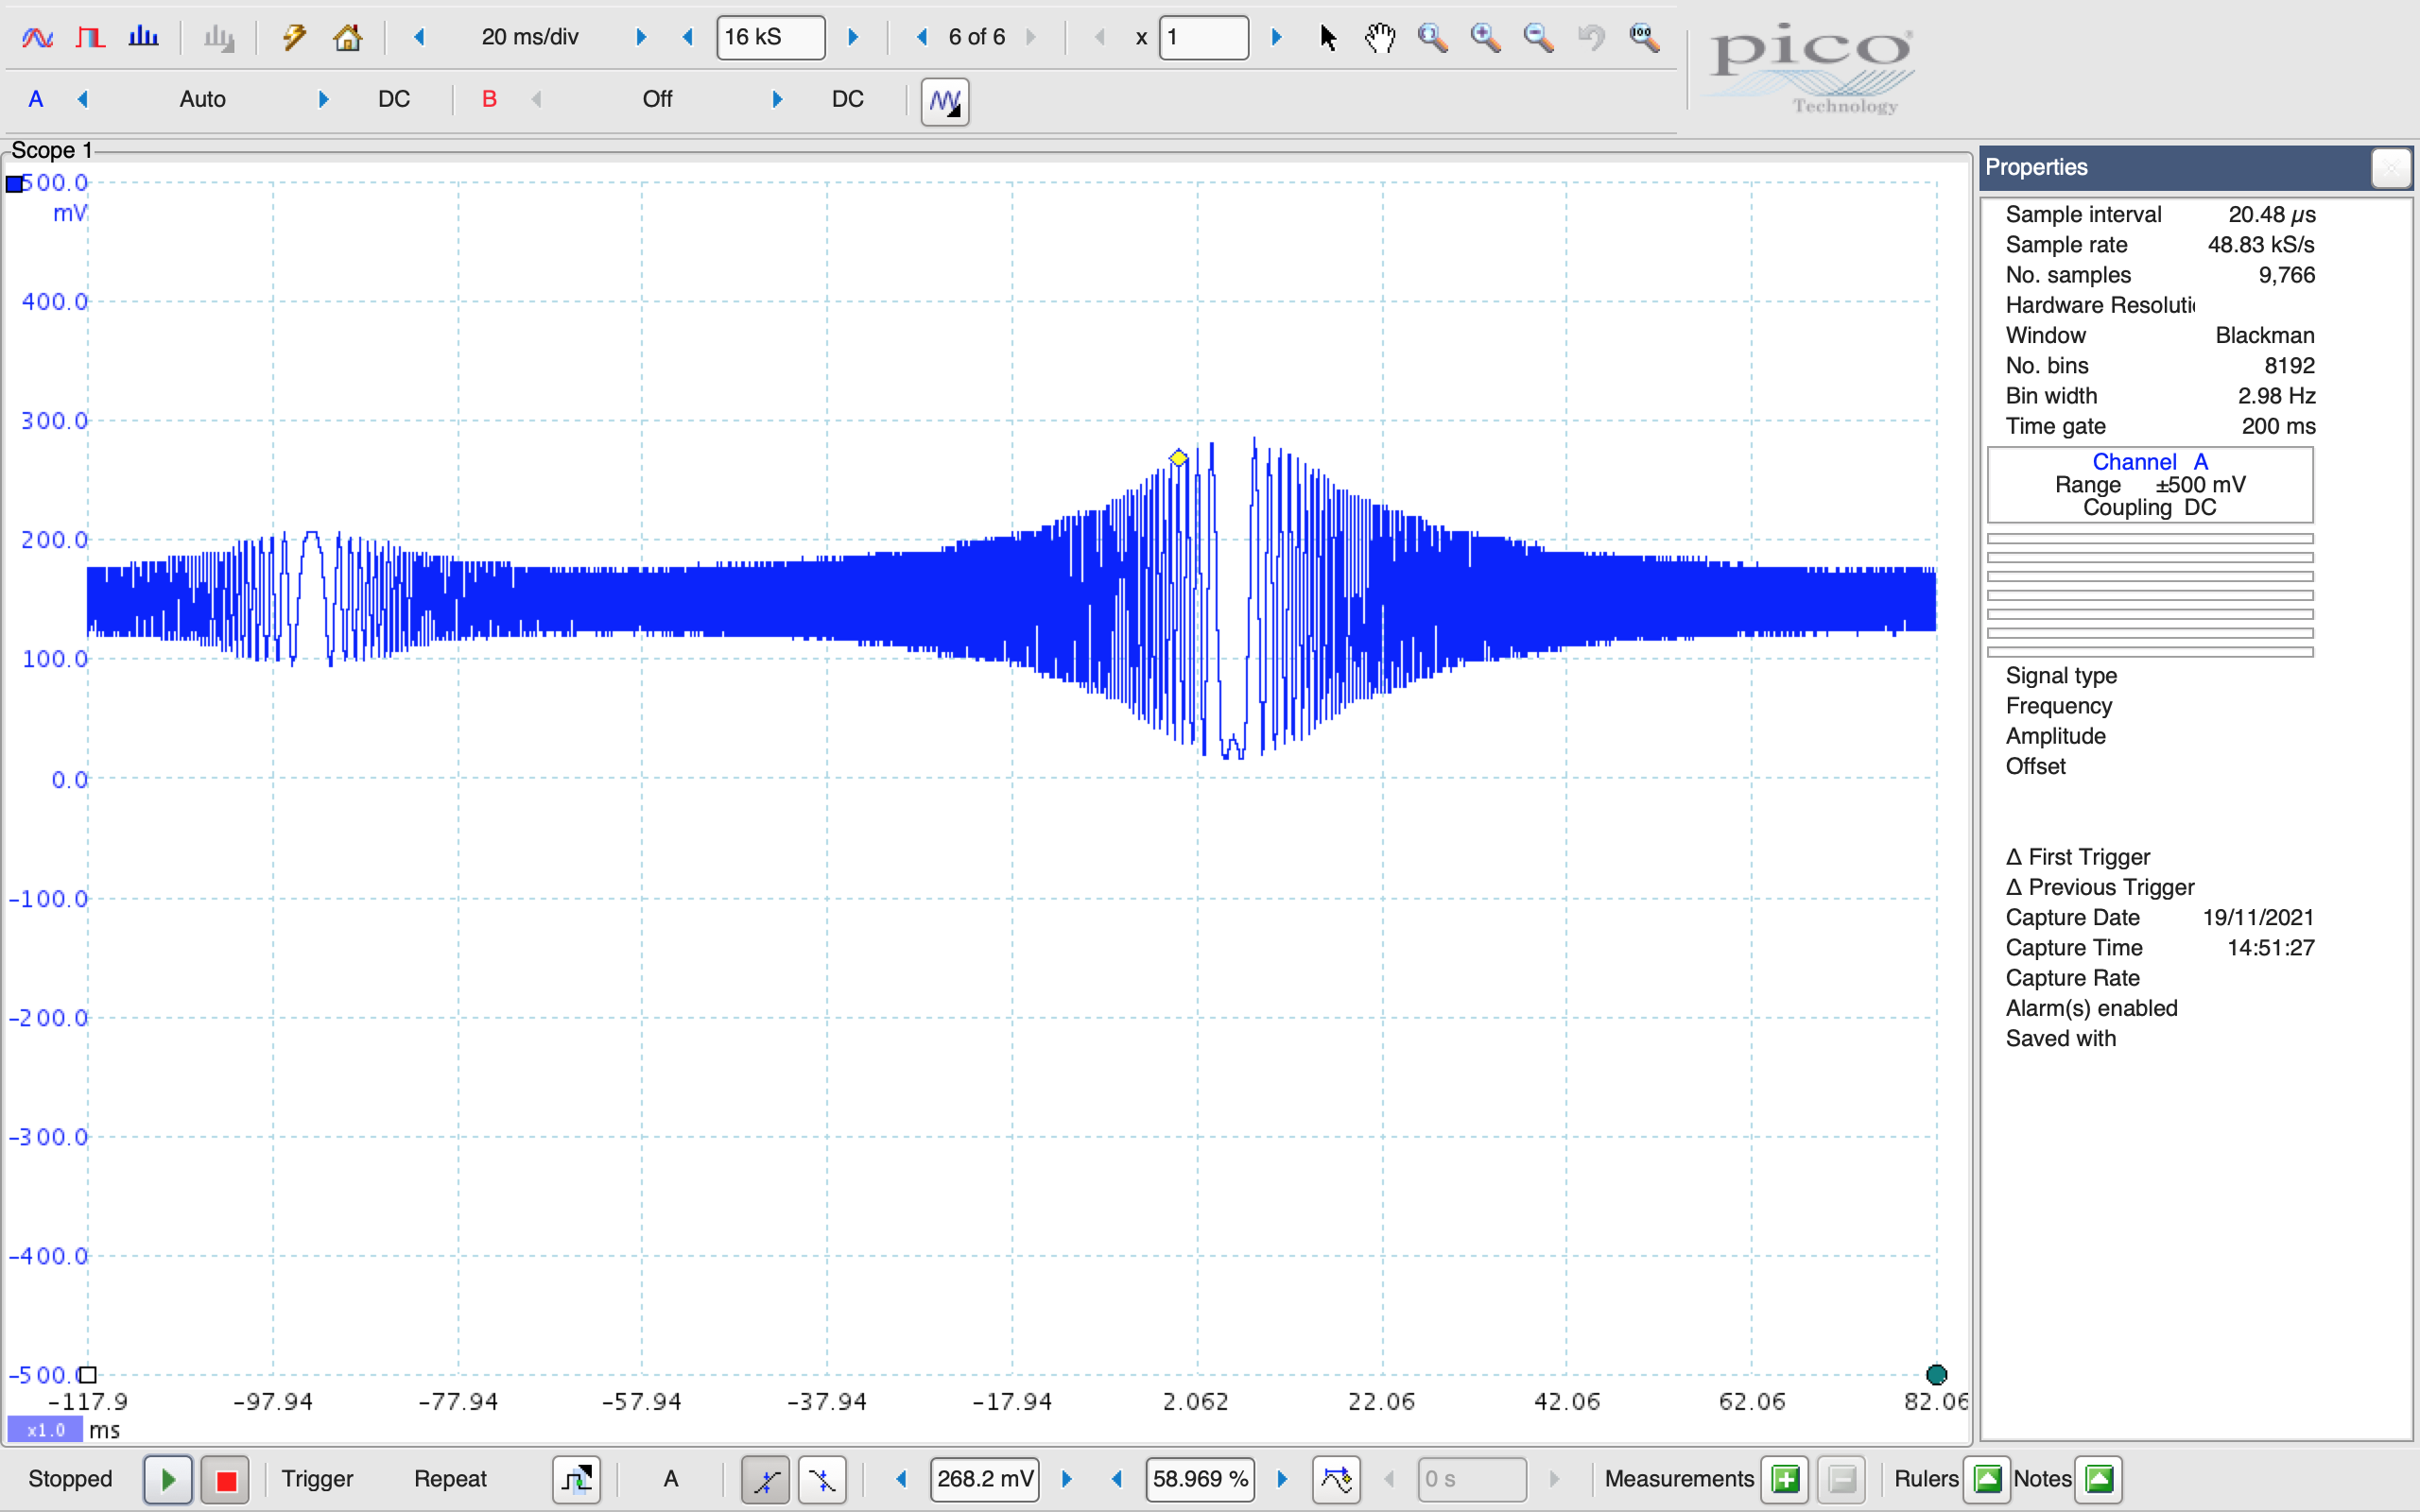 20 ms/div 16 kS 6 of 6 x 1 100
pico
Technology
A Auto DC B Off DC
Scope 1
500.0
mV
400.0
300.0
200.0
100.0
0.0
-100.0
-200.0
-300.0
-400.0
-500.0
-117.9 -97.94 -77.94 -57.94 -37.94 -17.94 2.062 22.06 42.06 62.06 82.06
x1.0 ms
Properties
Sample interval 20.48 µs
Sample rate 48.83 kS/s
No. samples 9,766
Hardware Resoluti
Window Blackman
No. bins 8192
Bin width 2.98 Hz
Time gate 200 ms
Channel A
Range ±500 mV
Coupling DC
Signal type
Frequency
Amplitude
Offset
Δ First Trigger
Δ Previous Trigger
Capture Date 19/11/2021
Capture Time 14:51:27
Capture Rate
Alarm(s) enabled
Saved with
Stopped Trigger Repeat A 268.2 mV 58.969 % 0 s Measurements Rulers Notes